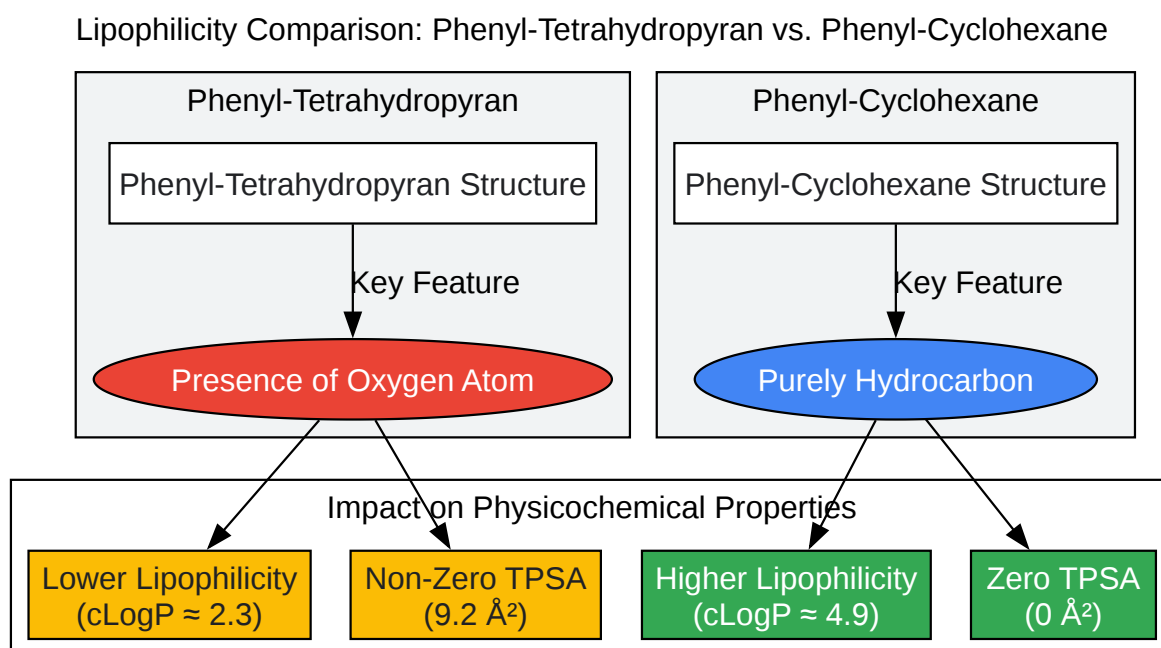 Lipophilicity Comparison: Phenyl-Tetrahydropyran vs. Phenyl-Cyclohexane
Phenyl-Tetrahydropyran
Phenyl-Tetrahydropyran Structure
Key Feature
Presence of Oxygen Atom
Phenyl-Cyclohexane
Phenyl-Cyclohexane Structure
Key Feature
Purely Hydrocarbon
Impact on Physicochemical Properties
Lower Lipophilicity
(cLogP ≈ 2.3)
Non-Zero TPSA
(9.2 Å²)
Higher Lipophilicity
(cLogP ≈ 4.9)
Zero TPSA
(0 Å²)